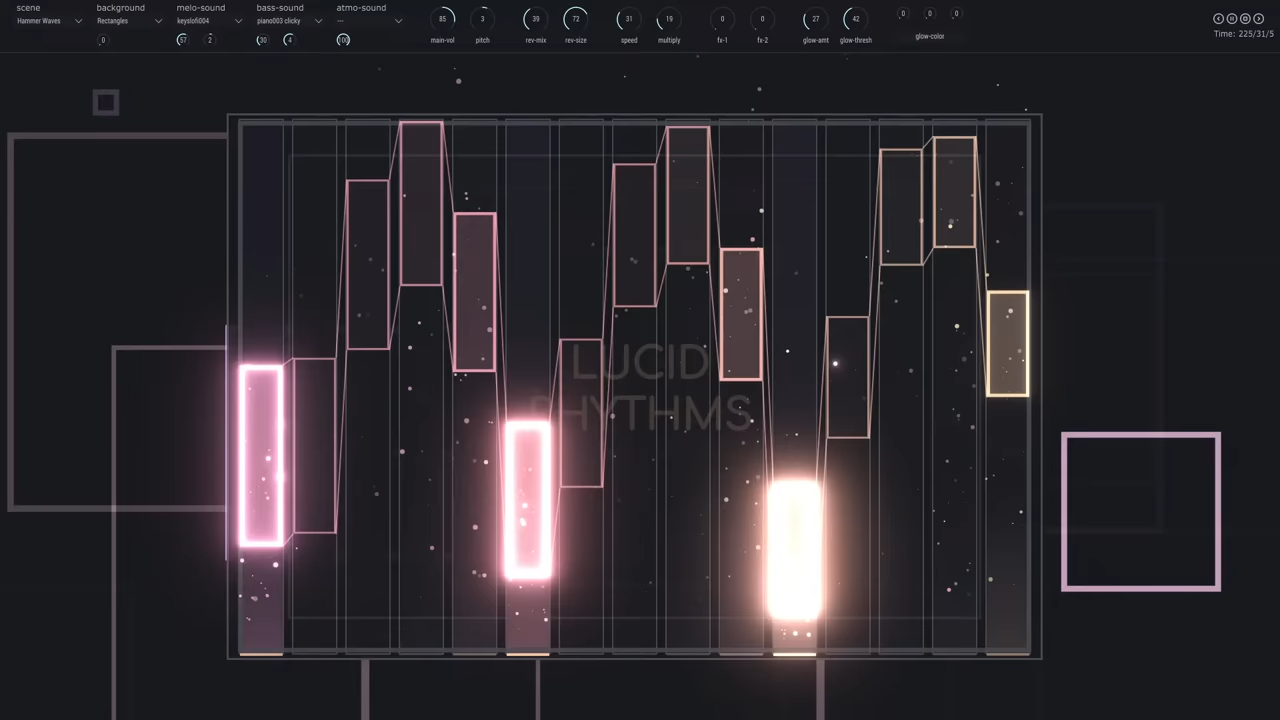 scene
background
melo-sound
bass-sound
atmo-sound
Hammer Waves
Rectangles
keyslofi004
piano003 clicky
---
0
57
2
30
4
100
85
3
39
72
31
19
0
0
27
42
0
0
0
main-vol
pitch
rev-mix
rev-size
speed
multiply
fx-1
fx-2
glow-amt
glow-thresh
glow-color
Time: 225/31/5
LUCID
RHYTHMS